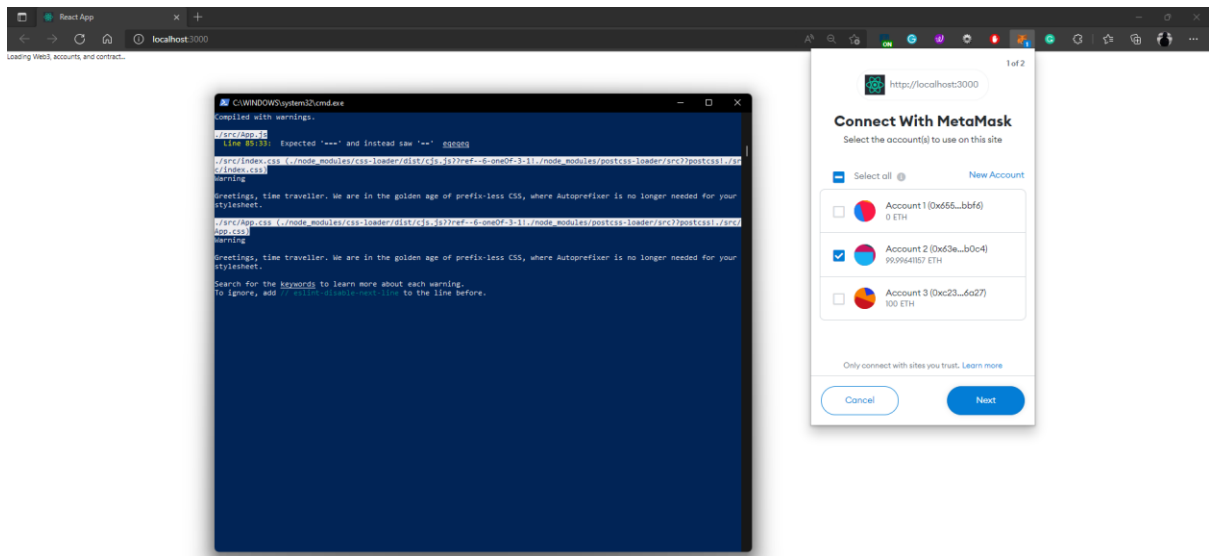 React App
localhost:3000
Loading Web3, accounts, and contract...
C:\WINDOWS\system32\cmd.exe
Compiled with warnings.
./src/App.js
Line 85:33: Expected '===' and instead saw '==' eqeqeq
./src/index.css (./node_modules/css-loader/dist/cjs.js??ref--6-oneOf-3-1!./node_modules/postcss-loader/src??postcss!./sr
c/index.css)
Warning
Greetings, time traveller. We are in the golden age of prefix-less CSS, where Autoprefixer is no longer needed for your
stylesheet.
./src/App.css (./node_modules/css-loader/dist/cjs.js??ref--6-oneOf-3-1!./node_modules/postcss-loader/src??postcss!./src/
App.css)
Warning
Greetings, time traveller. We are in the golden age of prefix-less CSS, where Autoprefixer is no longer needed for your
stylesheet.
Search for the keywords to learn more about each warning.
To ignore, add // eslint-disable-next-line to the line before.
ON
1 of 2
http://localhost:3000
Connect With MetaMask
Select the account(s) to use on this site
Select all
New Account
Account 1 (0x655...bbf6)
0 ETH
Account 2 (0x63e...b0c4)
99.99641157 ETH
Account 3 (0xc23...6a27)
100 ETH
Only connect with sites you trust. Learn more
Cancel
Next